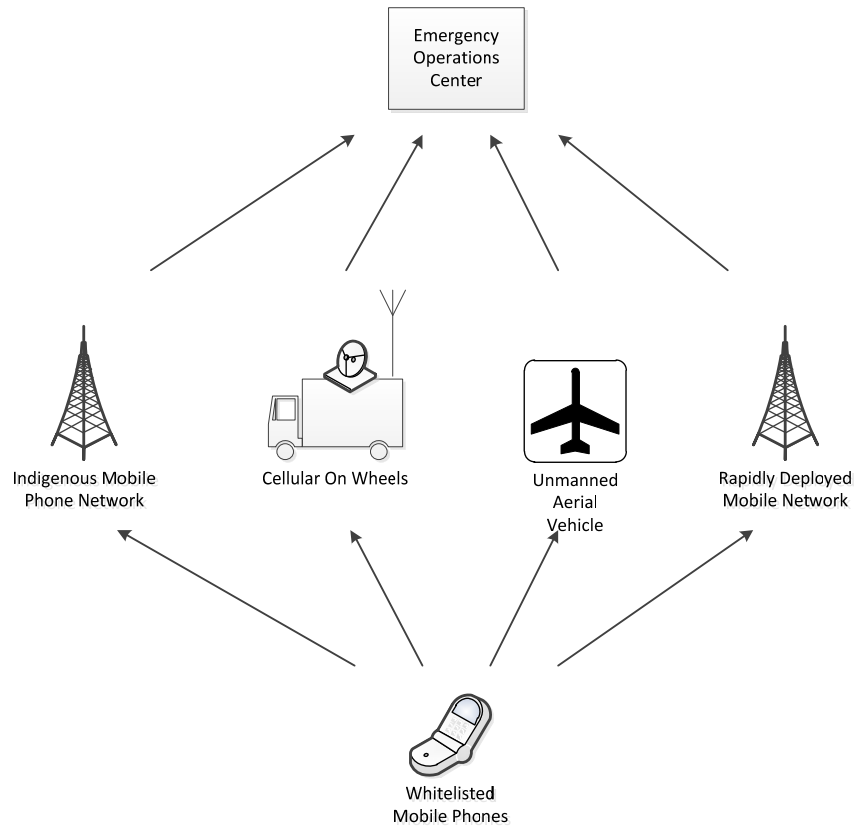 Emergency
Operations
Center
Indigenous Mobile
Phone Network
Cellular On Wheels
Unmanned
Aerial
Vehicle
Rapidly Deployed
Mobile Network
Whitelisted
Mobile Phones